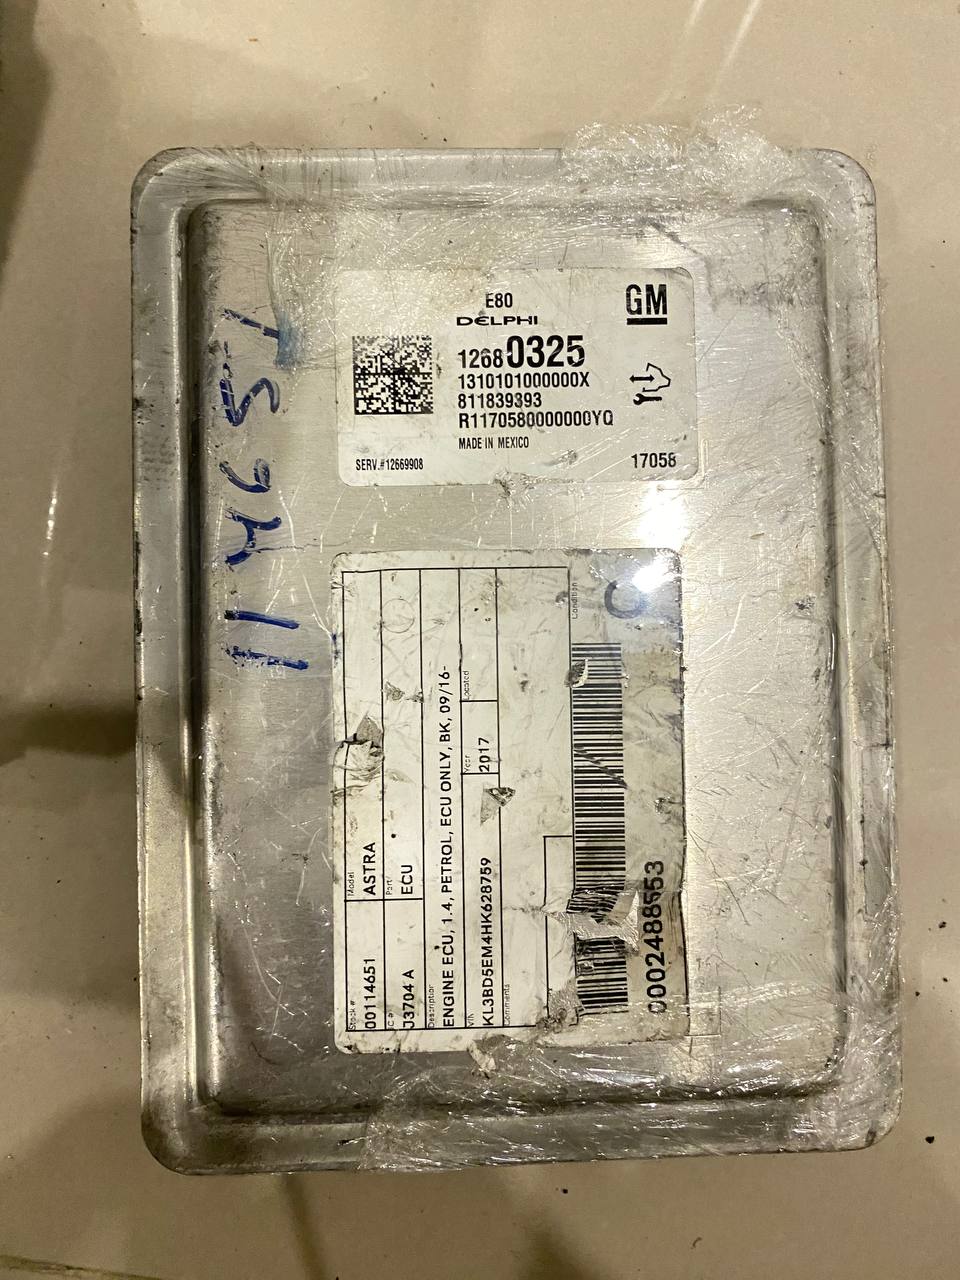 E80
GM
DELPHI
12680325
1310101000000X
811839393
R1170580000000YQ
MADE IN MEXICO
SERV.#12669908
17058
114651
Stock #
00114651
Model
ASTRA
C #
J3704 A
Part
ECU
Description
ENGINE ECU, 1.4, PETROL, ECU ONLY, BK, 09/16-
VIN
KL3BD5EM4HK628759
Year
2017
Located
Comments
Condition
0002488553